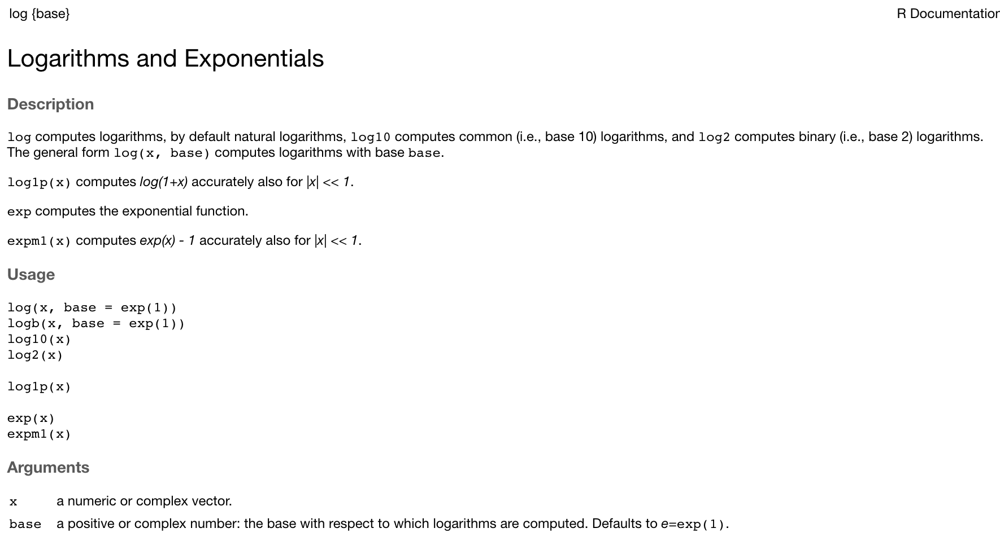 log {base}
R Documentation
Logarithms and Exponentials
Description
log computes logarithms, by default natural logarithms, log10 computes common (i.e., base 10) logarithms, and log2 computes binary (i.e., base 2) logarithms.
The general form log(x, base) computes logarithms with base base.
log1p(x) computes log(1+x) accurately also for |x| << 1.
exp computes the exponential function.
expm1(x) computes exp(x) - 1 accurately also for |x| << 1.
Usage
log(x, base = exp(1))
logb(x, base = exp(1))
log10(x)
log2(x)
log1p(x)
exp(x)
expm1(x)
Arguments
x a numeric or complex vector.
base a positive or complex number: the base with respect to which logarithms are computed. Defaults to e=exp(1).